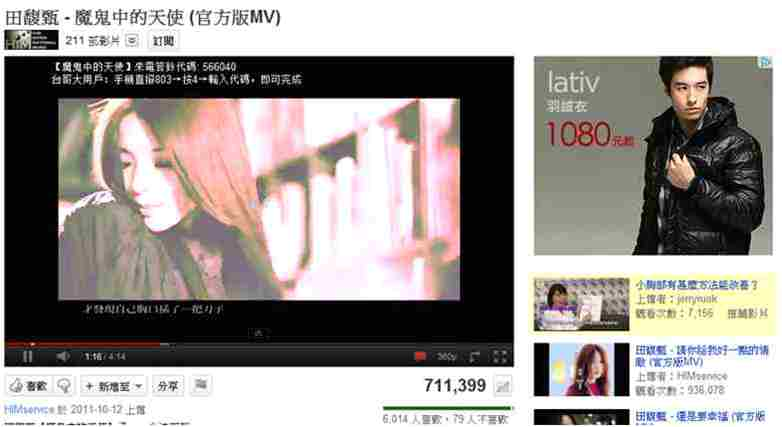 田馥甄 - 魔鬼中的天使 (官方版MV)
211 部影片
訂閱
【魔鬼中的天使】來電答鈴代碼: 566040
台哥大用戶：手機直撥803→按4→輸入代碼，即可完成
才發現自己胸口插了一把刀子
1:16 / 4:14
360p
喜歡
+ 新增至
分享
711,399
HIMservice 於 2011-10-12 上傳
6,014 人喜歡，79 人不喜歡
lativ
羽絨衣
1080元起
小胸部有甚麼方法能改善？
上傳者：jerryruok
觀看次數：7,156 推薦影片
田馥甄 - 請你給我好一點的情
敵 (官方版MV)
上傳者：HIMservice
觀看次數：936,078
田馥甄 - 還是要幸福 (官方版